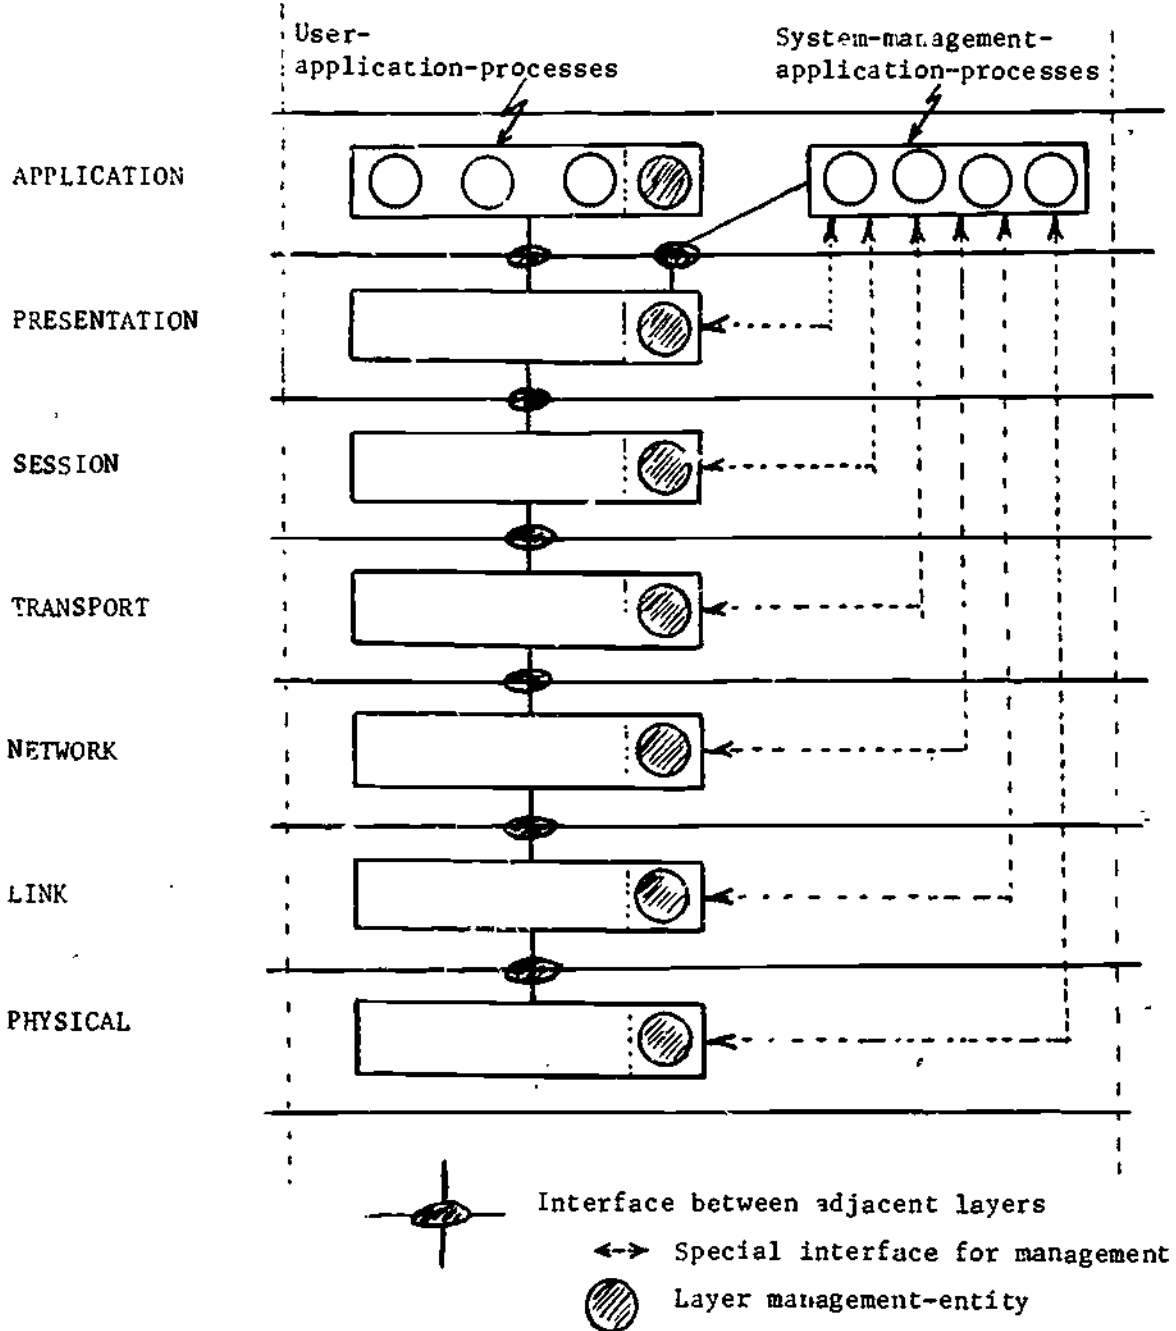 User-
application-processes
System-management-
application-processes
APPLICATION
PRESENTATION
SESSION
TRANSPORT
NETWORK
LINK
PHYSICAL
Interface between adjacent layers
Special interface for management
Layer management-entity